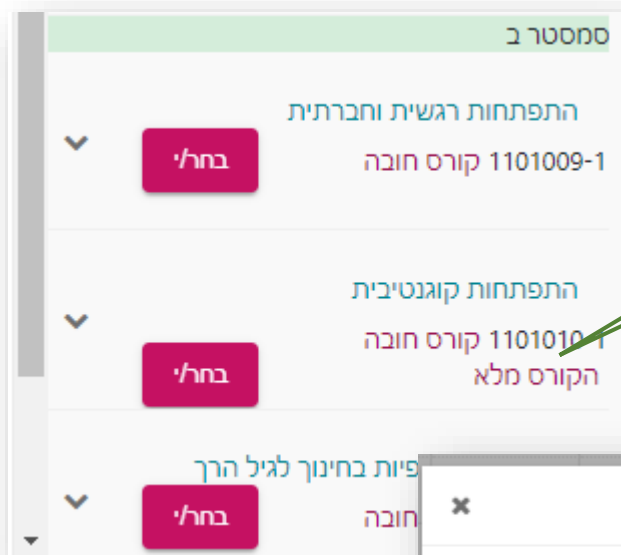 סמסטר ב
התפתחות רגשית וחברתית
1101009-1 קורס חובה
בחר/י
התפתחות קוגנטיבית
1101010-1 קורס חובה
הקורס מלא
בחר/י
בחינוך לגיל הרך
חובה
בחר/י